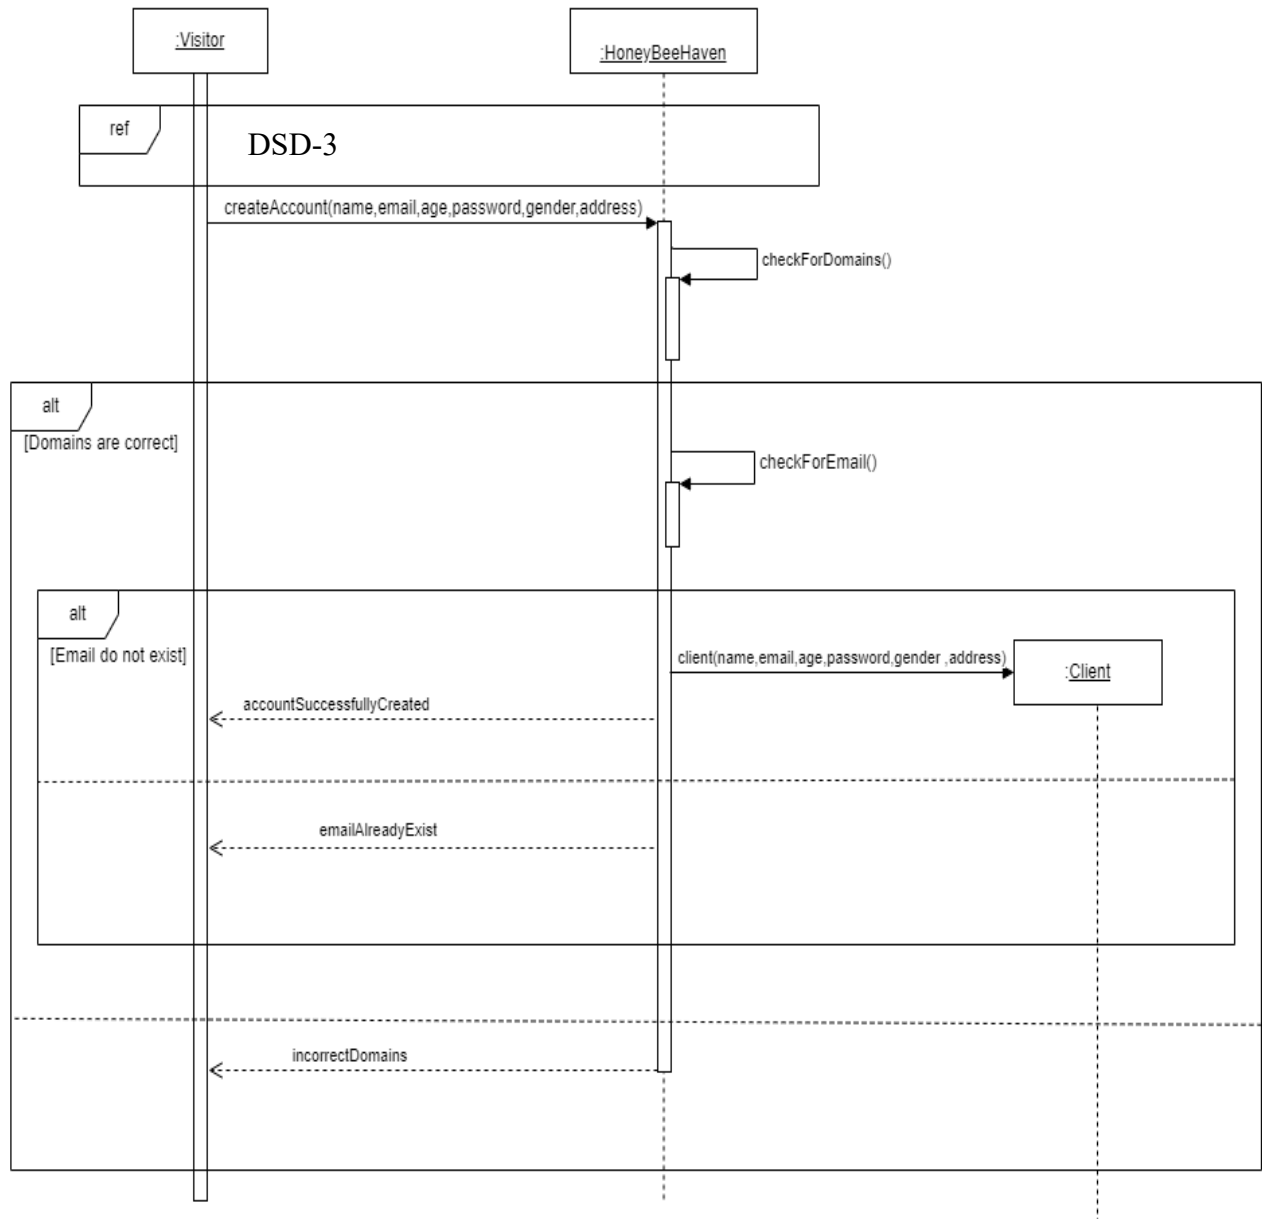 :Visitor
:HoneyBeeHaven
ref
DSD-3
createAccount(name,email,age,password,gender,address)
checkForDomains()
alt
[Domains are correct]
checkForEmail()
alt
[Email do not exist]
client(name,email,age,password,gender ,address)
:Client
accountSuccessfullyCreated
emailAlreadyExist
incorrectDomains